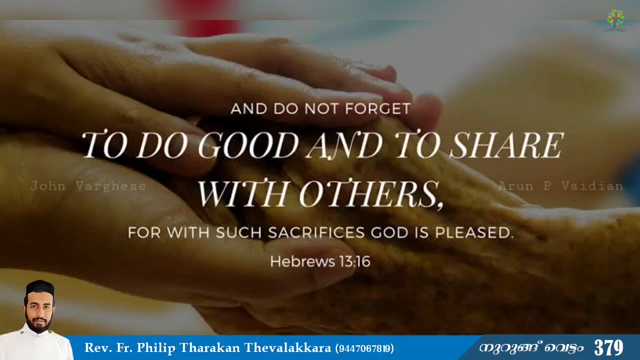 AND DO NOT FORGET
TO DO GOOD AND TO SHARE
WITH OTHERS,
John Varghese
Arun P Vaidian
FOR WITH SUCH SACRIFICES GOD IS PLEASED.
Hebrews 13:16
Rev. Fr. Philip Tharakan Thevalakkara (9447067819)
നുറുങ്ങ് വെട്ടം 379